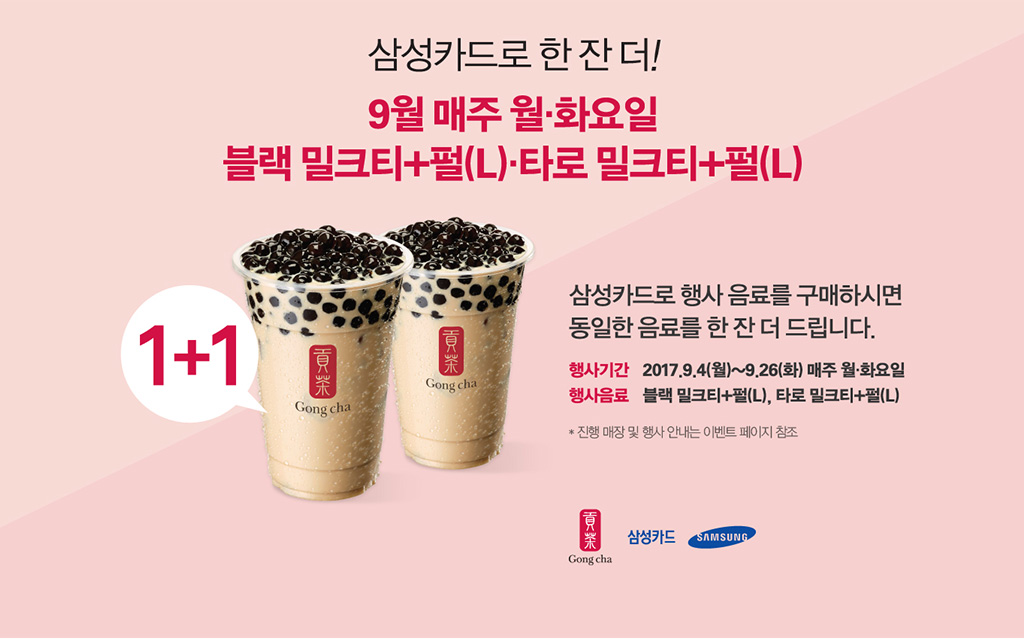 삼성카드로 한 잔 더!
9월 매주 월·화요일
블랙 밀크티+펄(L)·타로 밀크티+펄(L)
1+1
貢茶
Gong cha
貢茶
Gong cha
삼성카드로 행사 음료를 구매하시면
동일한 음료를 한 잔 더 드립니다.
행사기간 2017.9.4(월)~9.26(화) 매주 월·화요일
행사음료 블랙 밀크티+펄(L), 타로 밀크티+펄(L)
* 진행 매장 및 행사 안내는 이벤트 페이지 참조
貢茶
Gong cha
삼성카드 SAMSUNG